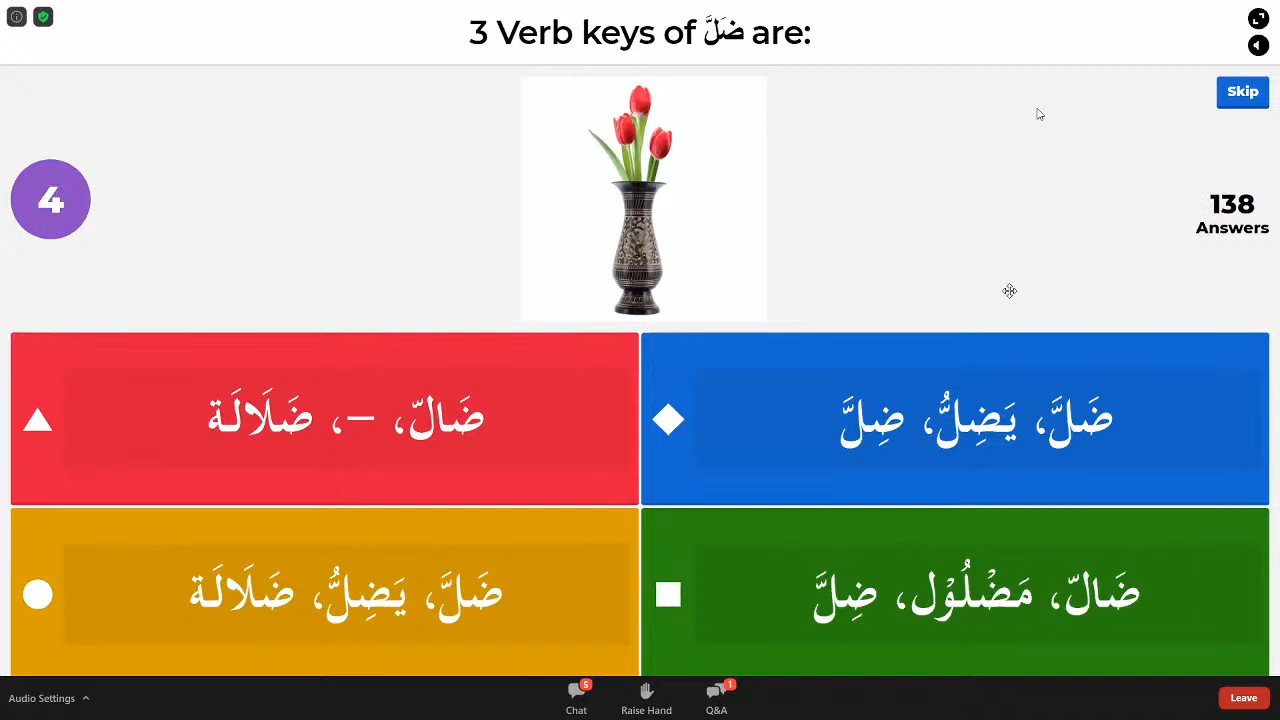 3 Verb keys of ضَلَّ are:
Skip
4
138
Answers
ضَالّ، –، ضَلَالَة
ضَلَّ، يَضِلُّ، ضِلَّ
ضَلَّ، يَضِلُّ، ضَلَالَة
ضَالّ، مَضْلُوْل، ضِلَّ
Audio Settings
5
Chat
Raise Hand
1
Q&A
Leave